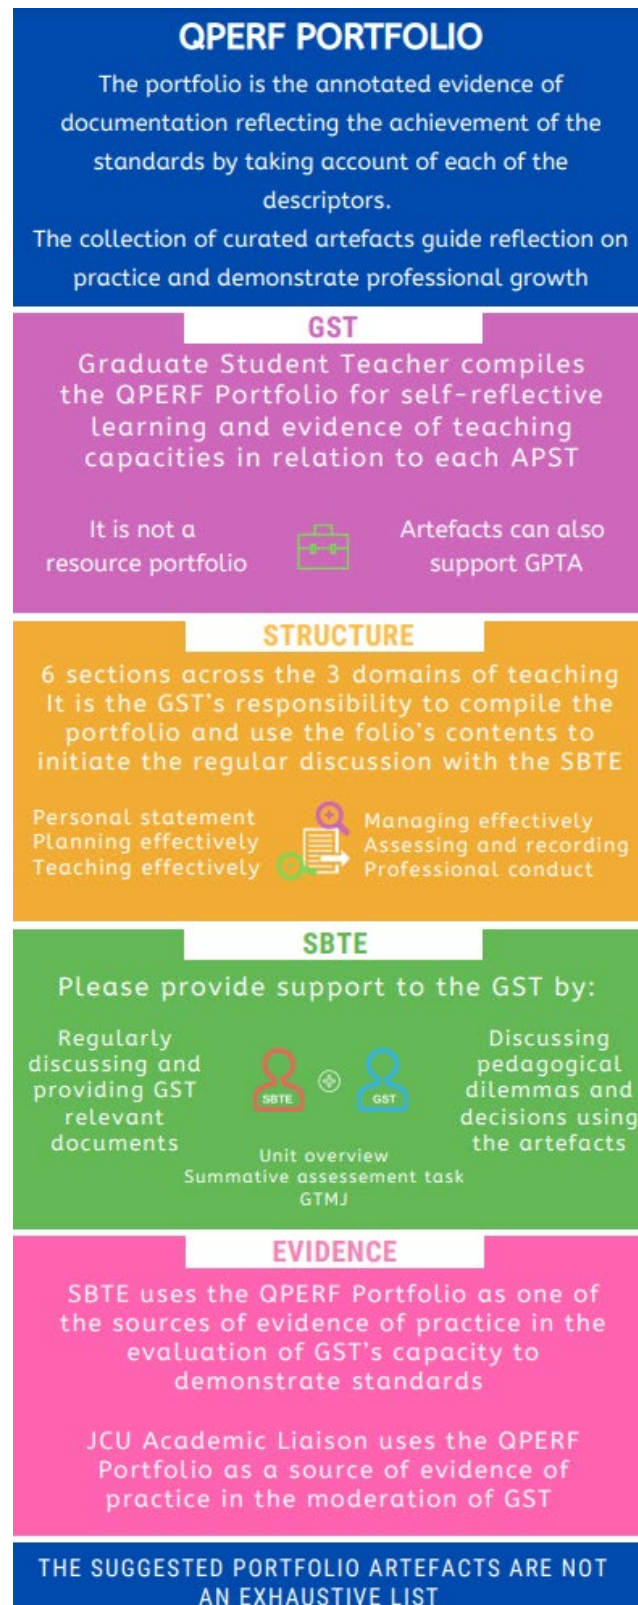 QPERF PORTFOLIO
The portfolio is the annotated evidence of
documentation reflecting the achievement of the
standards by taking account of each of the
descriptors.
The collection of curated artefacts guide reflection on
practice and demonstrate professional growth
GST
Graduate Student Teacher compiles
the QPERF Portfolio for self-reflective
learning and evidence of teaching
capacities in relation to each APST
It is not a
resource portfolio
Artefacts can also
support GPTA
STRUCTURE
6 sections across the 3 domains of teaching
It is the GST's responsibility to compile the
portfolio and use the folio's contents to
initiate the regular discussion with the SBTE
Personal statement
Planning effectively
Teaching effectively
Managing effectively
Assessing and recording
Professional conduct
SBTE
Please provide support to the GST by:
Regularly
discussing and
providing GST
relevant
documents
SBTE
GST
Discussing
pedagogical
dilemmas and
decisions using
the artefacts
Unit overview
Summative assessement task
GTMJ
EVIDENCE
SBTE uses the QPERF Portfolio as one of
the sources of evidence of practice in the
evaluation of GST's capacity to
demonstrate standards
JCU Academic Liaison uses the QPERF
Portfolio as a source of evidence of
practice in the moderation of GST
THE SUGGESTED PORTFOLIO ARTEFACTS ARE NOT
AN EXHAUSTIVE LIST